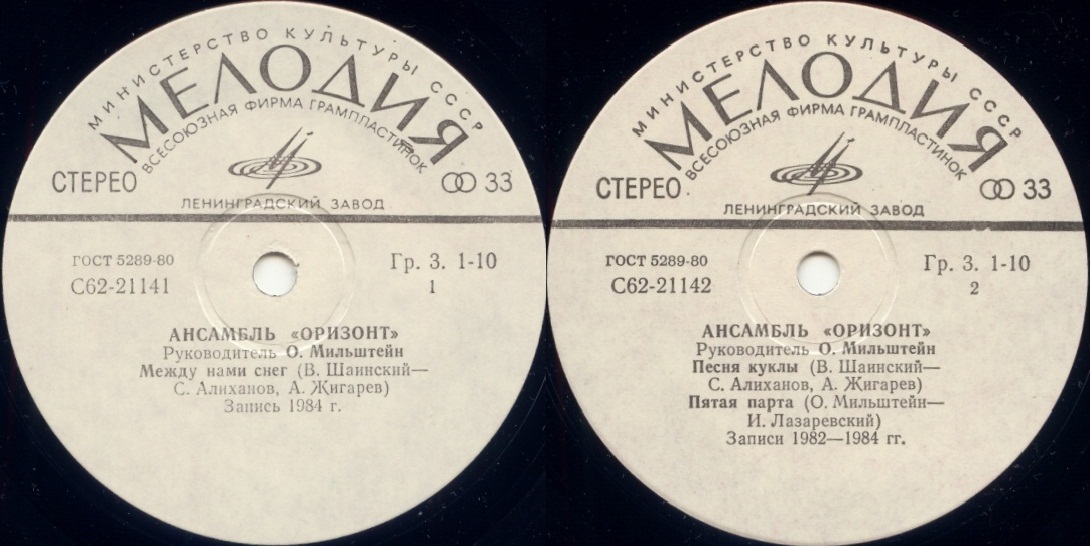 МИНИСТЕРСТВО КУЛЬТУРЫ СССР
МЕЛОДИЯ
ВСЕСОЮЗНАЯ ФИРМА ГРАМПЛАСТИНОК
СТЕРЕО
33
ЛЕНИНГРАДСКИЙ ЗАВОД
ГОСТ 5289-80
Гр. 3. 1-10
С62-21141
1
АНСАМБЛЬ «ОРИЗОНТ»
Руководитель О. Мильштейн
Между нами снег (В. Шаинский—
С. Алиханов, А. Жигарев)
Запись 1984 г.
МИНИСТЕРСТВО КУЛЬТУРЫ СССР
МЕЛОДИЯ
ВСЕСОЮЗНАЯ ФИРМА ГРАМПЛАСТИНОК
СТЕРЕО
33
ЛЕНИНГРАДСКИЙ ЗАВОД
ГОСТ 5289-80
Гр. 3. 1-10
С62-21142
2
АНСАМБЛЬ «ОРИЗОНТ»
Руководитель О. Мильштейн
Песня куклы (В. Шаинский—
С. Алиханов, А. Жигарев)
Пятая парта (О. Мильштейн—
И. Лазаревский)
Записи 1982—1984 гг.